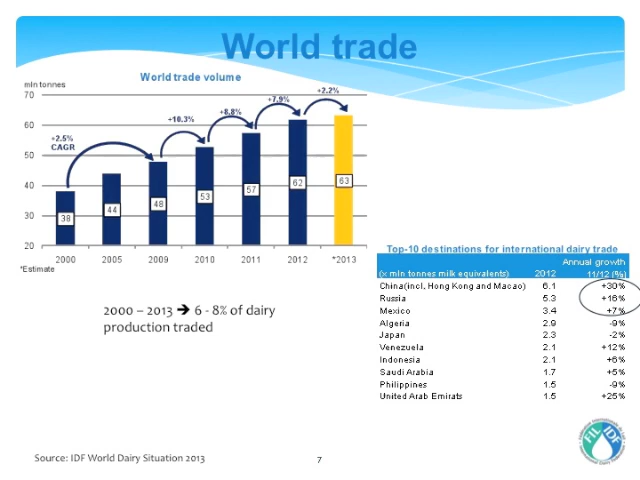 World trade
World trade volume
mln tonnes
70
60
50
40
30
20
+2.5%
CAGR
+10.3%
+8.8%
+7.9%
+2.2%
38
44
48
53
57
62
63
2000 2005 2009 2010 2011 2012 *2013
*Estimate
2000 – 2013 → 6 - 8% of dairy
production traded
Top-10 destinations for international dairy trade
Annual growth
(x mln tonnes milk equivalents) 2012 11/12 (%)
China(incl, Hong Kong and Macao) 6.1 +30%
Russia 5.3 +16%
Mexico 3.4 +7%
Algeria 2.9 -9%
Japan 2.3 -2%
Venezuela 2.1 +12%
Indonesia 2.1 +6%
Saudi Arabia 1.7 +5%
Philippines 1.5 -9%
United Arab Emirats 1.5 +25%
FIL IDF
Source: IDF World Dairy Situation 2013
7